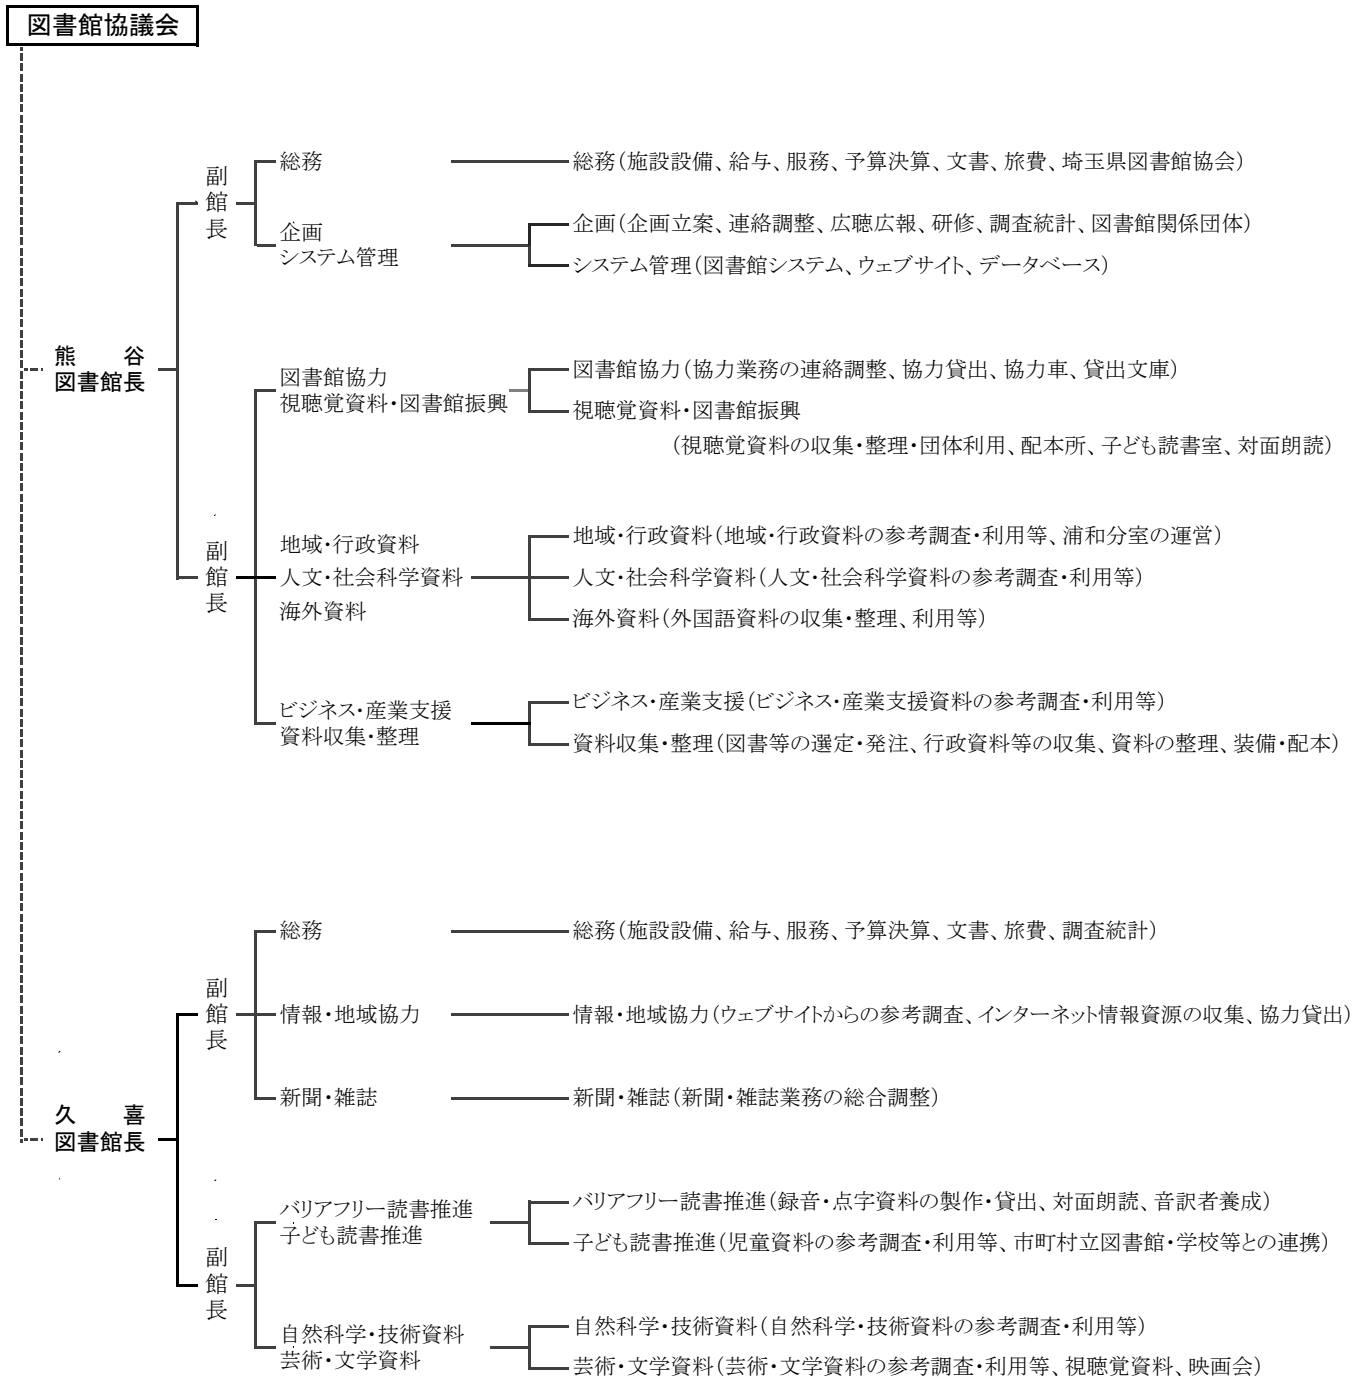 図書館協議会
熊　　谷
図書館長
副館長
総務
総務(施設設備、給与、服務、予算決算、文書、旅費、埼玉県図書館協会)
企画
システム管理
企画(企画立案、連絡調整、広聴広報、研修、調査統計、図書館関係団体)
システム管理(図書館システム、ウェブサイト、データベース)
副館長
図書館協力
視聴覚資料・図書館振興
図書館協力(協力業務の連絡調整、協力貸出、協力車、貸出文庫)
視聴覚資料・図書館振興
(視聴覚資料の収集・整理・団体利用、配本所、子ども読書室、対面朗読)
地域・行政資料
人文・社会科学資料
海外資料
地域・行政資料(地域・行政資料の参考調査・利用等、浦和分室の運営)
人文・社会科学資料(人文・社会科学資料の参考調査・利用等)
海外資料(外国語資料の収集・整理、利用等)
ビジネス・産業支援
資料収集・整理
ビジネス・産業支援(ビジネス・産業支援資料の参考調査・利用等)
資料収集・整理(図書等の選定・発注、行政資料等の収集、資料の整理、装備・配本)
久　　喜
図書館長
副館長
総務
総務(施設設備、給与、服務、予算決算、文書、旅費、調査統計)
情報・地域協力
情報・地域協力(ウェブサイトからの参考調査、インターネット情報資源の収集、協力貸出)
新聞・雑誌
新聞・雑誌(新聞・雑誌業務の総合調整)
副館長
バリアフリー読書推進
子ども読書推進
バリアフリー読書推進(録音・点字資料の製作・貸出、対面朗読、音訳者養成)
子ども読書推進(児童資料の参考調査・利用等、市町村立図書館・学校等との連携)
自然科学・技術資料
芸術・文学資料
自然科学・技術資料(自然科学・技術資料の参考調査・利用等)
芸術・文学資料(芸術・文学資料の参考調査・利用等、視聴覚資料、映画会)